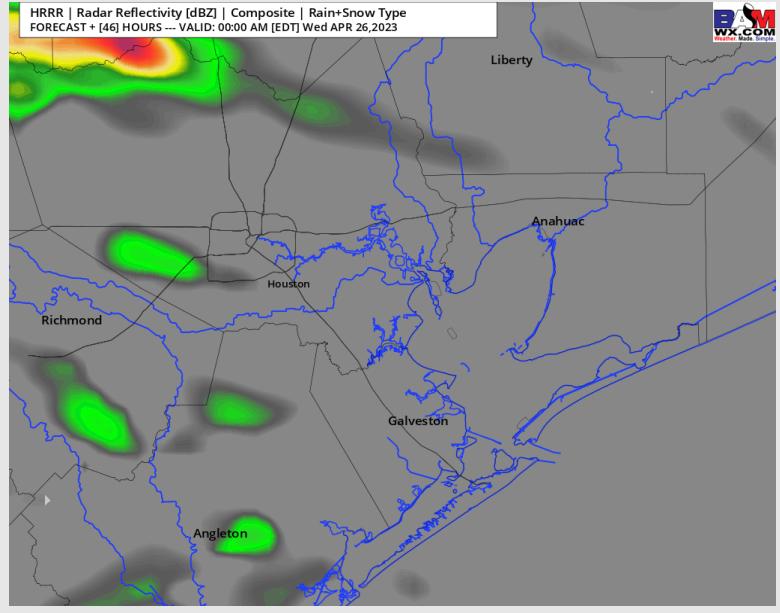 HRRR | Radar Reflectivity [dBZ] | Composite | Rain+Snow Type
FORECAST + [46] HOURS --- VALID: 00:00 AM [EDT] Wed APR 26,2023
BAM
WX.COM
Weather. Made. Simple.
Liberty
Anahuac
Houston
Richmond
Galveston
Angleton